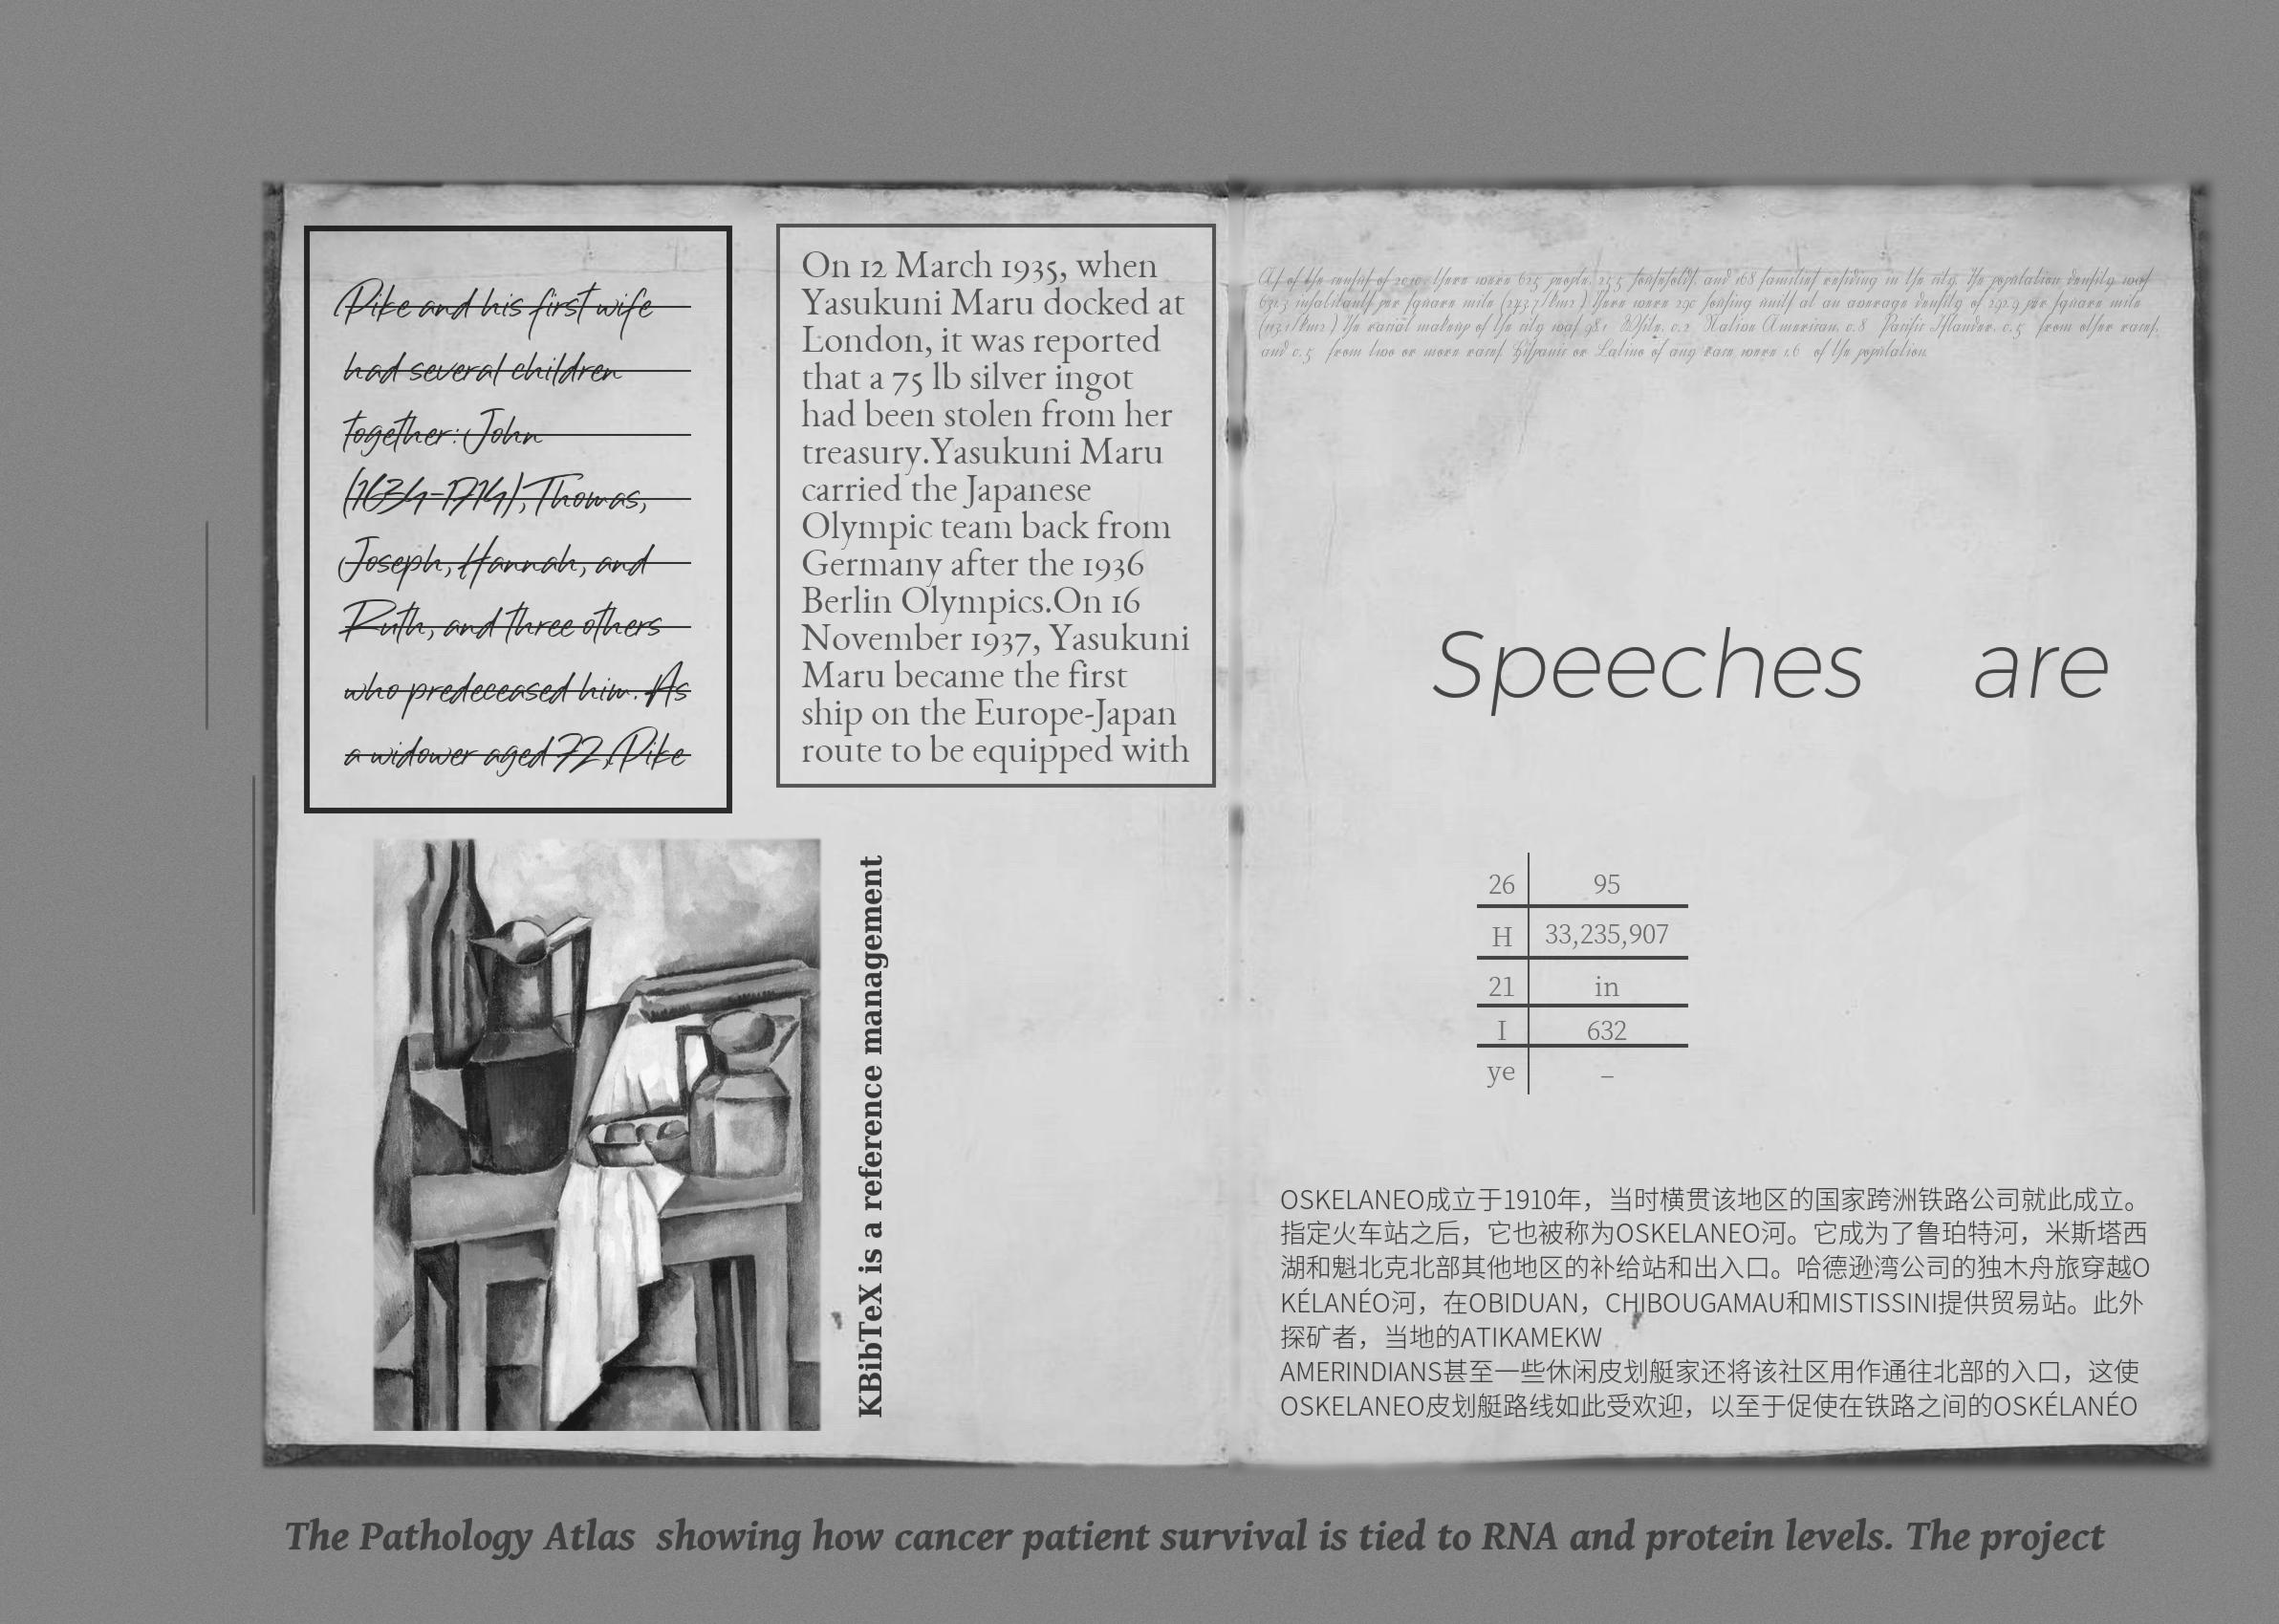 Pike and his first wife
had several children
together: John
(1634-1714), Thomas,
Joseph, Hannah, and
Ruth, and three others
who predeceased him. As
a widower aged 72, Pike
On 12 March 1935, when
Yasukuni Maru docked at
London, it was reported
that a 75 lb silver ingot
had been stolen from her
treasury.Yasukuni Maru
carried the Japanese
Olympic team back from
Germany after the 1936
Berlin Olympics.On 16
November 1937, Yasukuni
Maru became the first
ship on the Europe-Japan
route to be equipped with
KBibTeX is a reference management
As of the census of 2010 there were 625 people, 255 households, and 168 families residing in the city. The population density was
inhabitants per square mile ( ) There were 290 housing units at an average density of 292.9 per square mile
( ) The racial makeup of the city was 98.1 White, 0.2 Native American, 0.8 Pacific Islander, 0.5 from other races,
and 0.5 from two or more races. Hispanic or Latino of any race were 1.6 of the population.
Speeches are
26 95
H 33,235,907
21 in
I 632
ye –
OSKELANEO成立于1910年，当时横贯该地区的国家跨洲铁路公司就此成立。
指定火车站之后，它也被称为OSKELANEO河。它成为了鲁珀特河，米斯塔西
湖和魁北克北部其他地区的补给站和出入口。哈德逊湾公司的独木舟旅穿越O
KÉLANÉO河，在OBIDUAN，CHIBOUGAMAU和MISTISSINI提供贸易站。此外
探矿者，当地的ATIKAMEKW
AMERINDIANS甚至一些休闲皮划艇家还将该社区用作通往北部的入口，这使
OSKELANEO皮划艇路线如此受欢迎，以至于促使在铁路之间的OSKÉLANÉO
The Pathology Atlas showing how cancer patient survival is tied to RNA and protein levels. The project